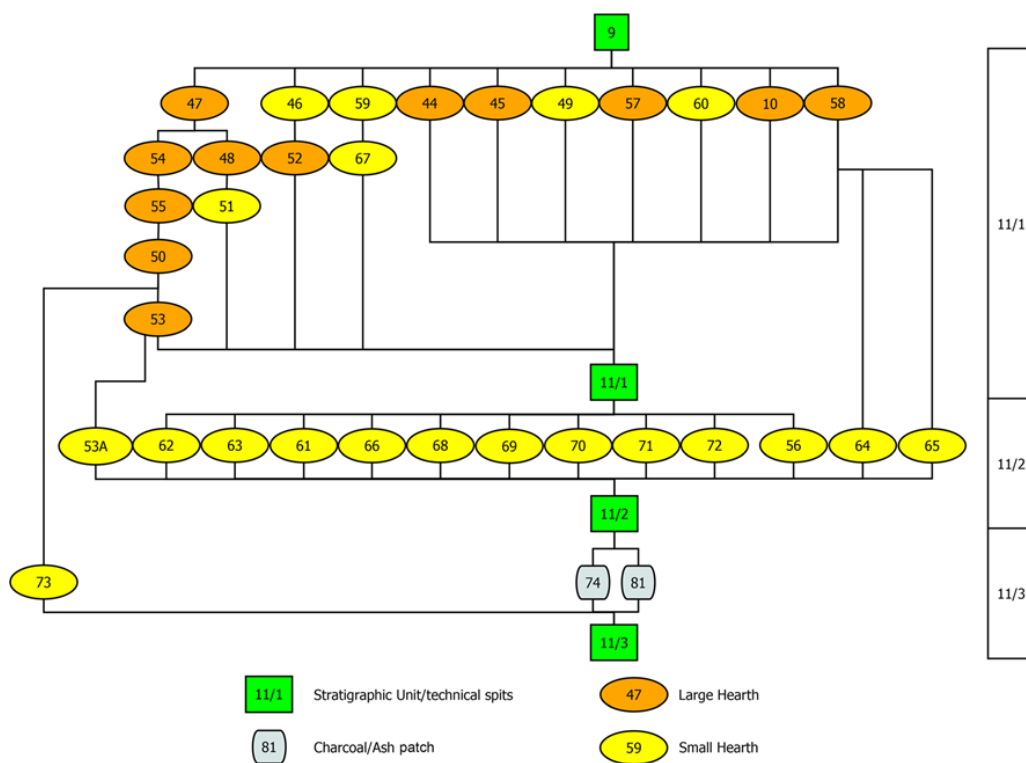 9
47 46 59 44 45 49 57 60 10 58
54 48 52 67
55 51
11/1
50
53
11/1
53A 62 63 61 66 68 69 70 71 72 56 64 65
11/2
11/2
73 74 81
11/3
11/3
11/1 Stratigraphic Unit/technical spits 47 Large Hearth
81 Charcoal/Ash patch 59 Small Hearth